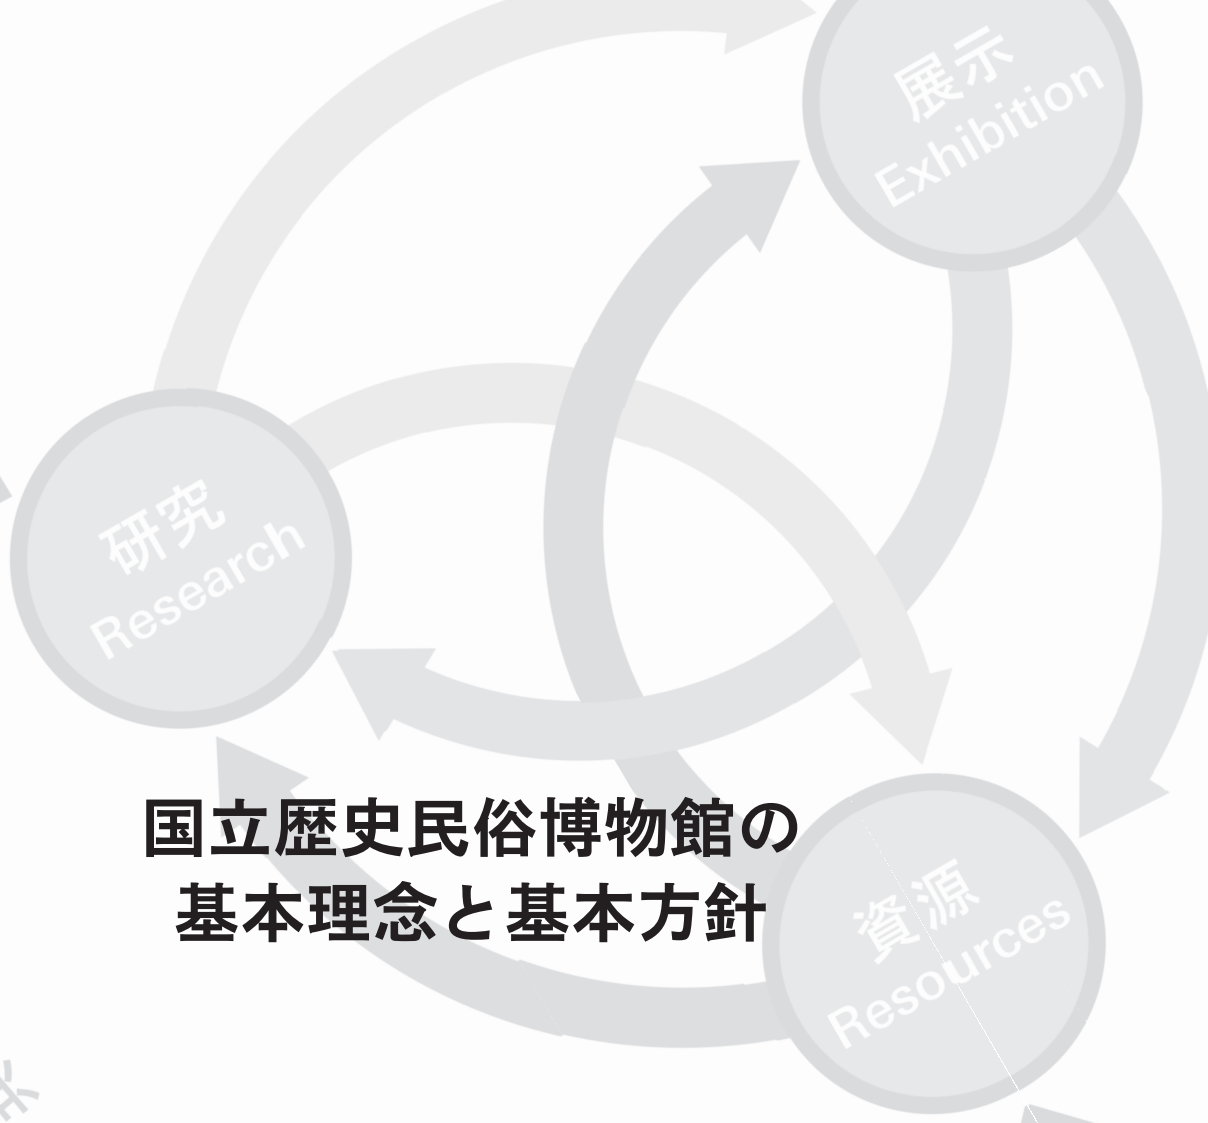 展示
Exhibition
研究
Research
国立歴史民俗博物館の
基本理念と基本方針
資源
Resources